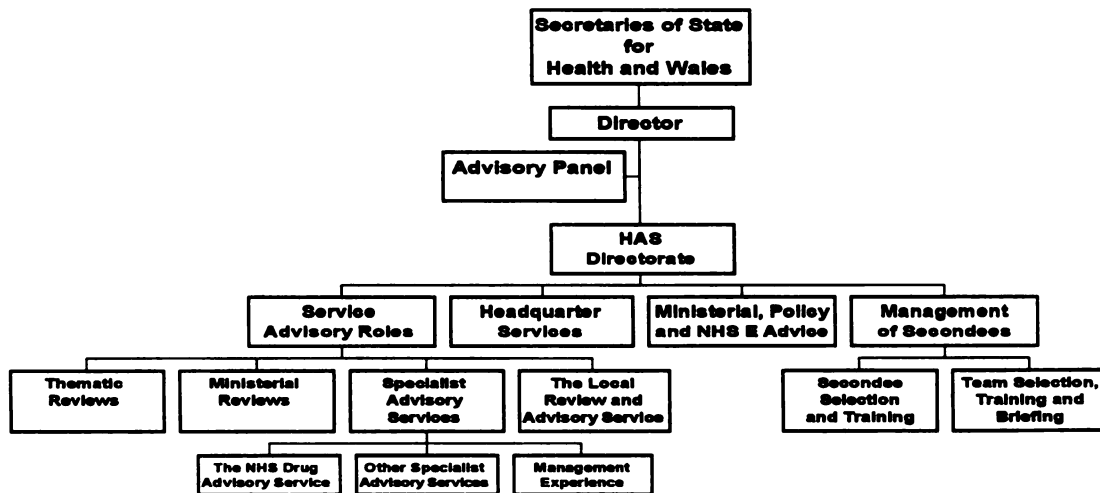 Secretaries of State
for
Health and Wales
Director
Advisory Panel
HAS
Directorate
Service
Advisory Roles
Headquarter
Services
Ministerial, Policy
and NHS E Advice
Management
of Secondees
Thematic
Reviews
Ministerial
Reviews
Specialist
Advisory
Services
The Local
Review and
Advisory Service
Secondee
Selection
and Training
Team Selection,
Training and
Briefing
The NHS Drug
Advisory Service
Other Specialist
Advisory Services
Management
Experience